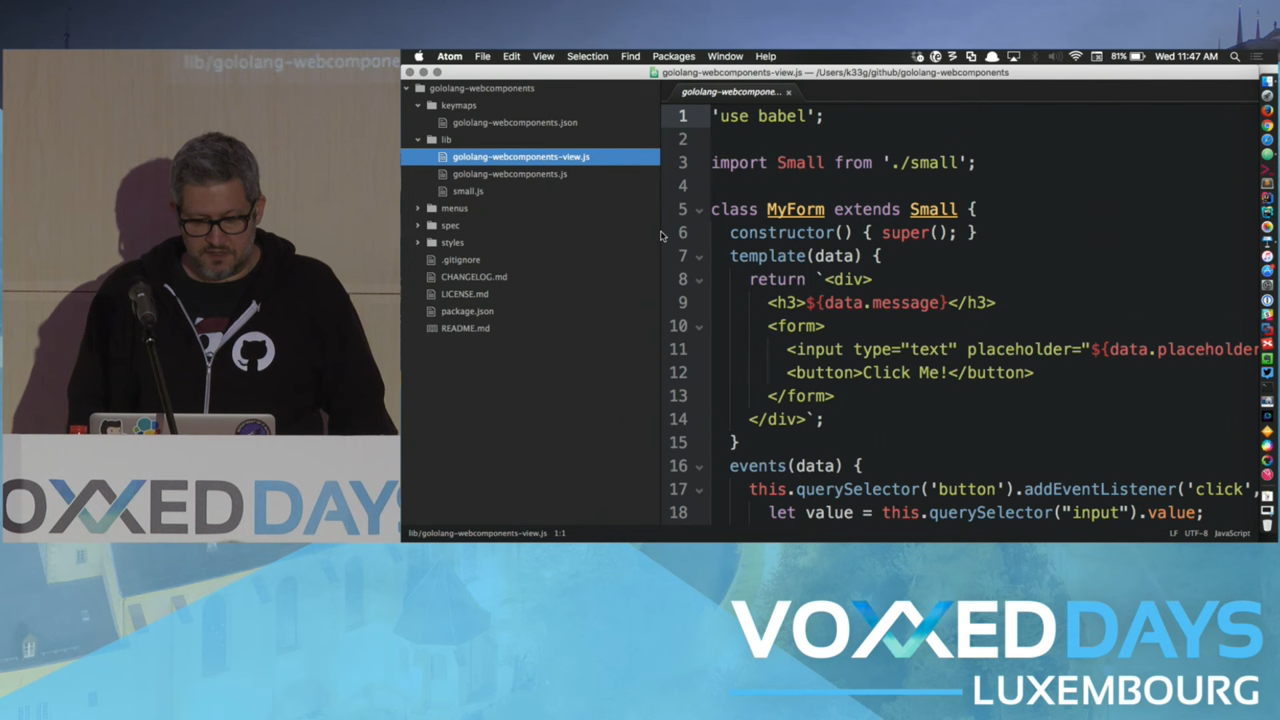 lib/gololang-webcompone
OXXED DAYS
Atom File Edit View Selection Find Packages Window Help 81% Wed 11:47 AM
gololang-webcomponents-view.js — /Users/k33g/github/gololang-webcomponents
gololang-webcomponents
keymaps
gololang-webcomponents.json
lib
gololang-webcomponents-view.js
gololang-webcomponents.js
small.js
menus
spec
styles
.gitignore
CHANGELOG.md
LICENSE.md
package.json
README.md
gololang-webcompone...
1 'use babel';
2
3 import Small from './small';
4
5 class MyForm extends Small {
6 constructor() { super(); }
7 template(data) {
8 return `<div>
9 <h3>${data.message}</h3>
10 <form>
11 <input type="text" placeholder="${data.placeholder
12 <button>Click Me!</button>
13 </form>
14 </div>`;
15 }
16 events(data) {
17 this.querySelector('button').addEventListener('click',
18 let value = this.querySelector("input").value;
lib/gololang-webcomponents-view.js 1:1 LF UTF-8 JavaScript
VOXXED DAYS
LUXEMBOURG